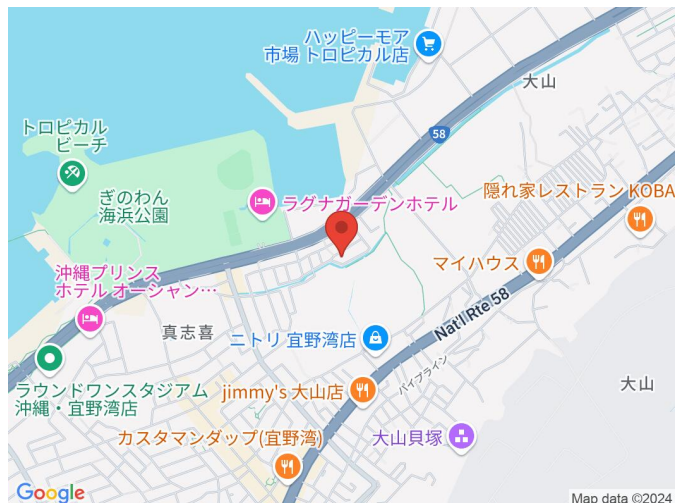 ハッピーモア
市場 トロピカル店
大山
58
トロピカル
ビーチ
ぎのわん
海浜公園
ラグナガーデンホテル
隠れ家レストラン KOBA
マイハウス
沖縄プリンス
ホテル オーシャン…
真志喜
ニトリ 宜野湾店
Nat'l Rte 58
ラウンドワンスタジアム
沖縄・宜野湾店
jimmy's 大山店
パイプライン
大山
カスタマンダップ(宜野湾)
大山貝塚
Google
Map data ©2024